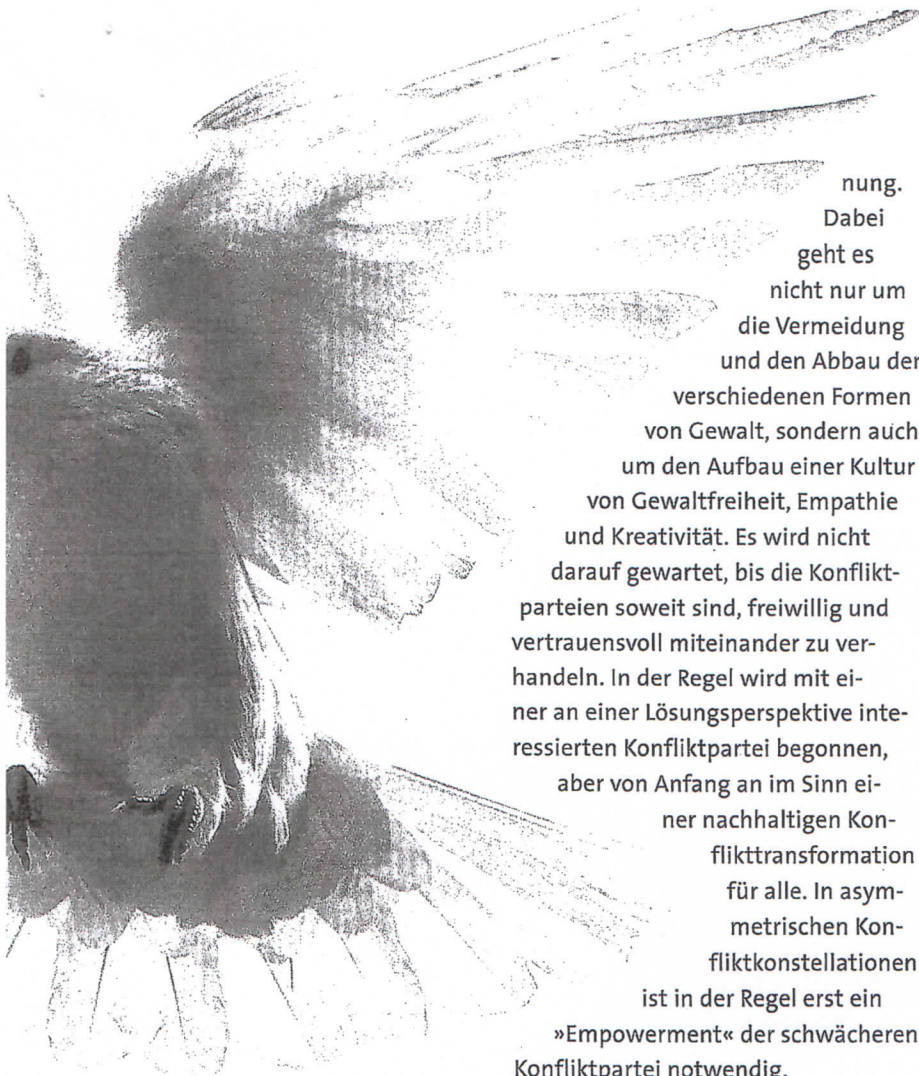 nung.
Dabei
geht es
nicht nur um
die Vermeidung
und den Abbau der
verschiedenen Formen
von Gewalt, sondern auch
um den Aufbau einer Kultur
von Gewaltfreiheit, Empathie
und Kreativität. Es wird nicht
darauf gewartet, bis die Konflikt-
parteien soweit sind, freiwillig und
vertrauensvoll miteinander zu ver-
handeln. In der Regel wird mit ei-
ner an einer Lösungsperspektive inte-
ressierten Konfliktpartei begonnen,
aber von Anfang an im Sinn ei-
ner nachhaltigen Kon-
flikttransformation
für alle. In asym-
metrischen Kon-
fliktkonstellationen
ist in der Regel erst ein
»Empowerment« der schwächeren
Konfliktpartei notwendig.